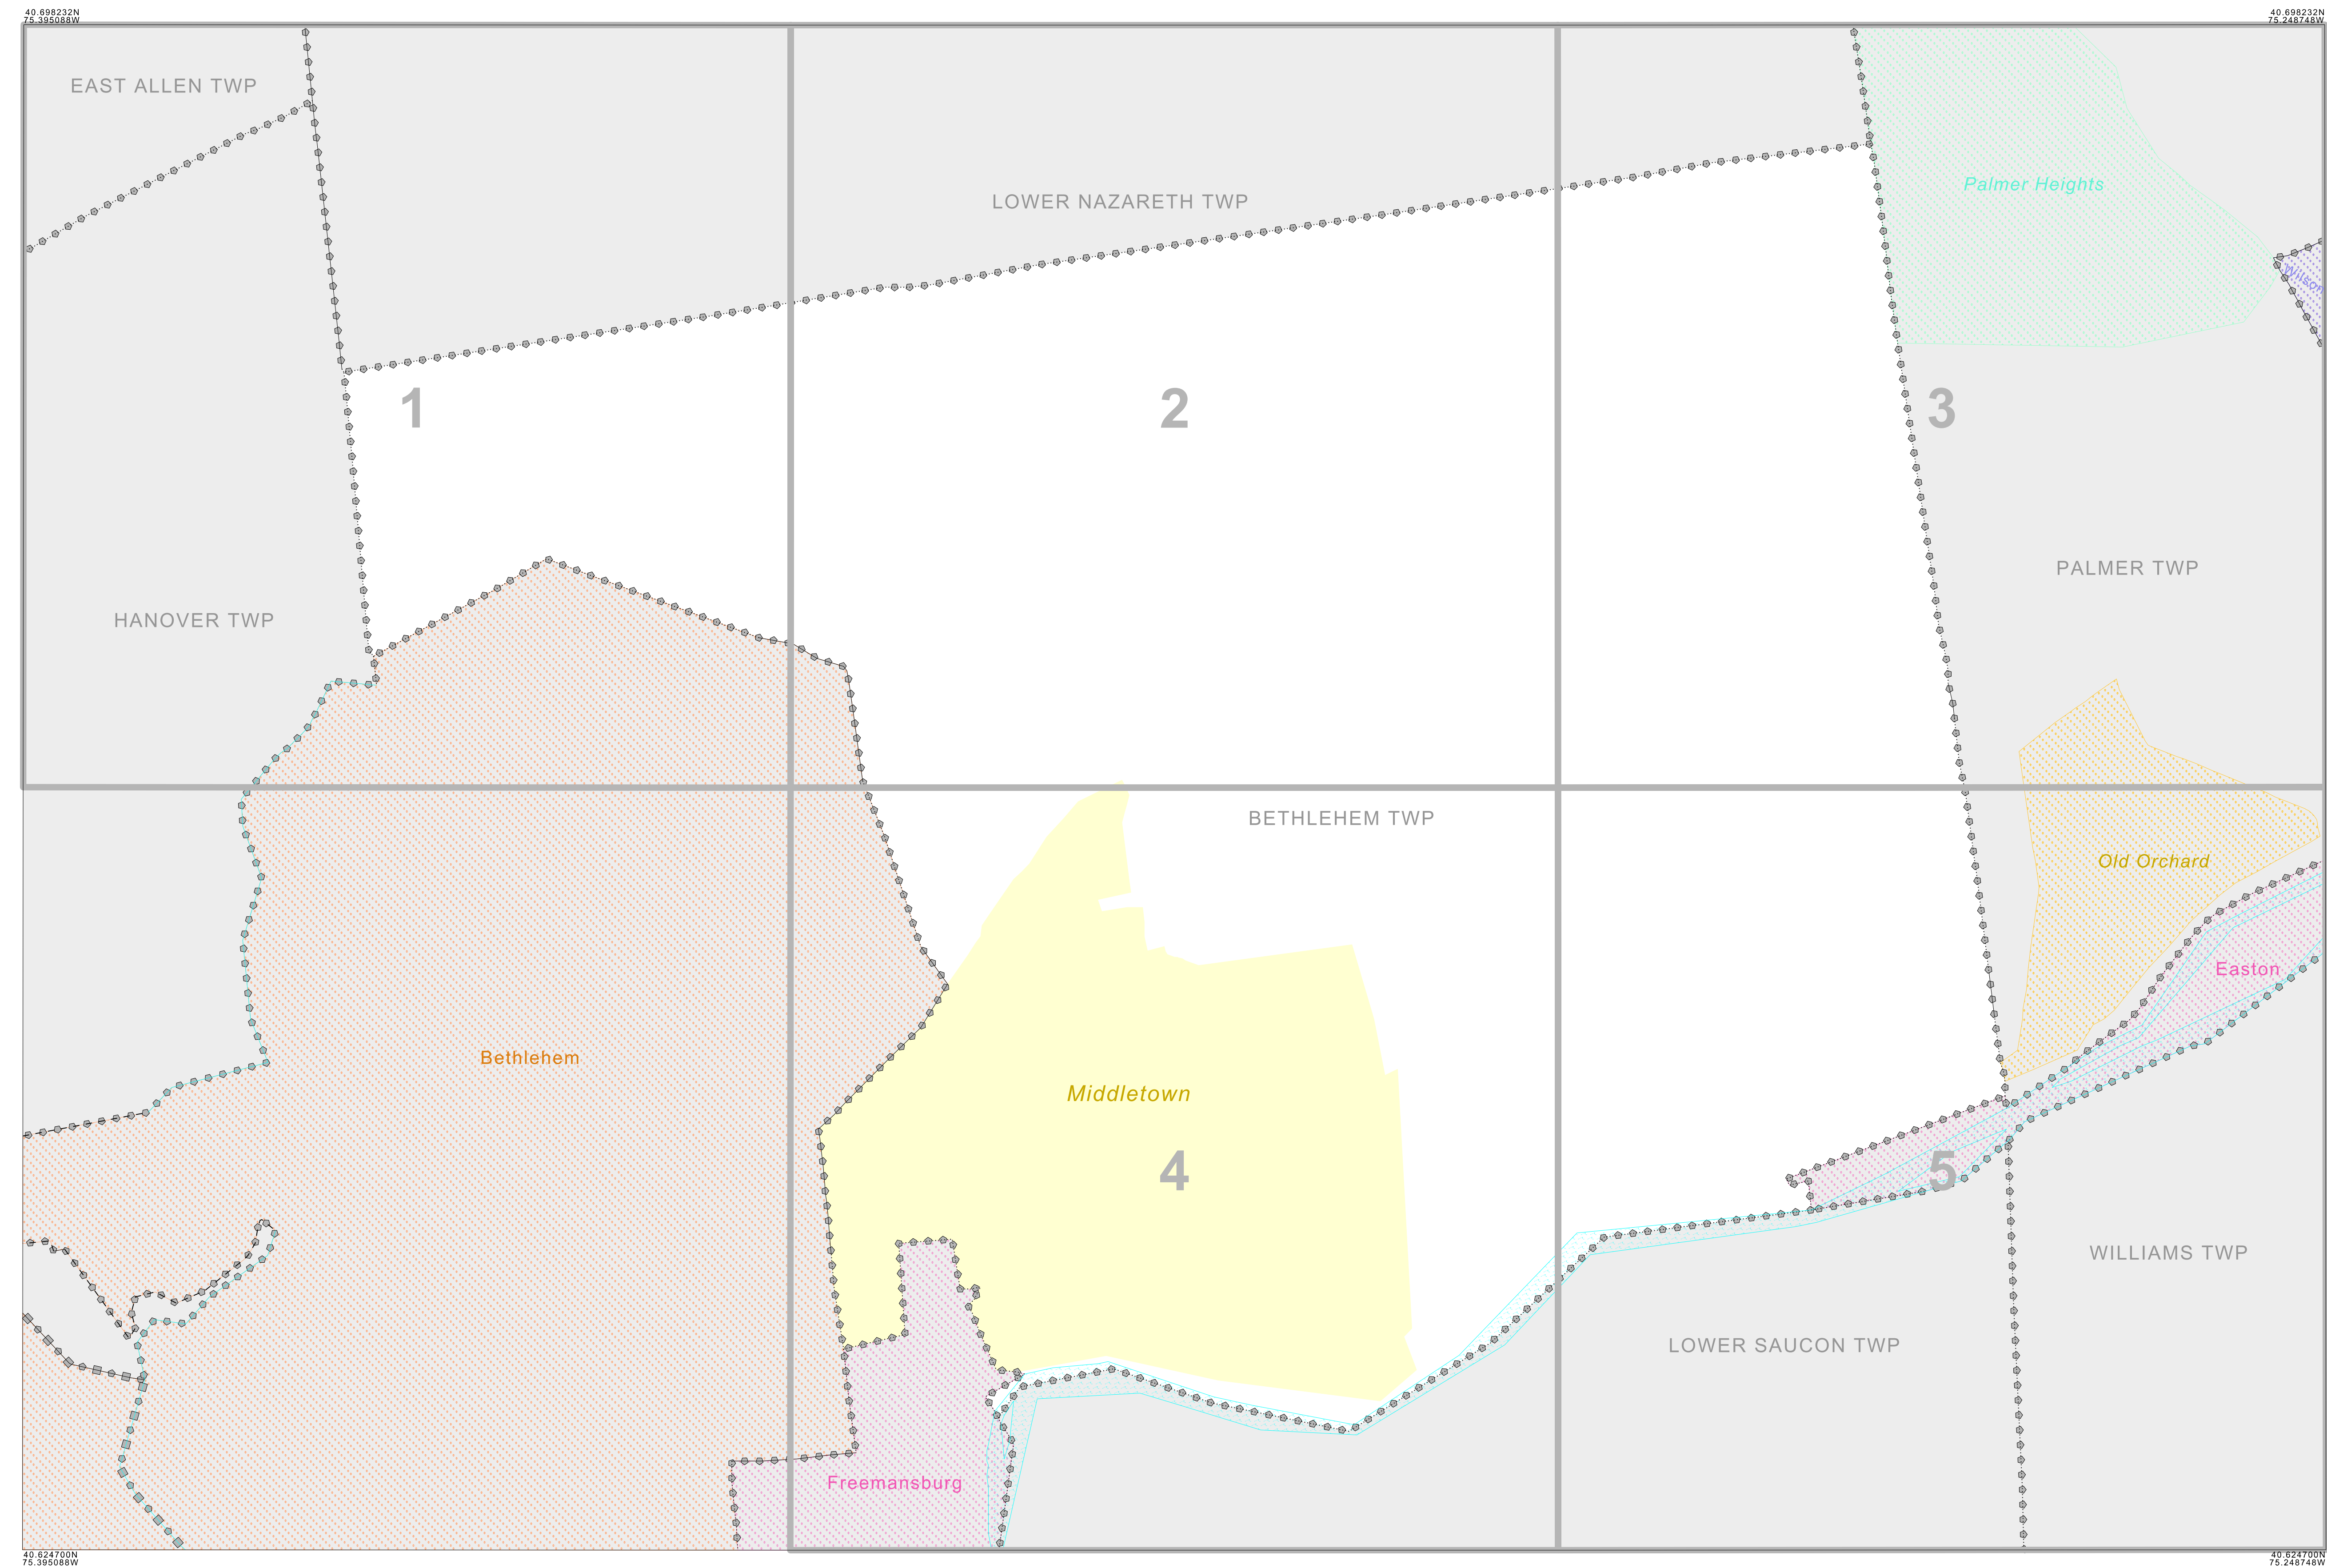 40.698232N
75.395088W
40.698232N
75.248748W
EAST ALLEN TWP
Palmer Heights
LOWER NAZARETH TWP
Wilson
1
2
3
PALMER TWP
HANOVER TWP
BETHLEHEM TWP
Old Orchard
Easton
Bethlehem
Middletown
4
5
WILLIAMS TWP
LOWER SAUCON TWP
Freemansburg
40.624700N
75.395088W
40.624700N
75.248748W